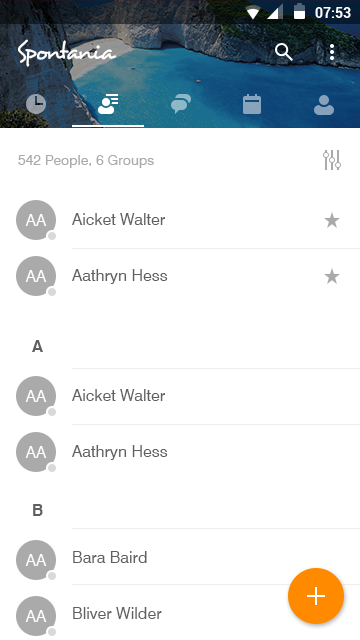 07:53
Spontania
542 People, 6 Groups
AA Aicket Walter
AA Aathryn Hess
A
AA Aicket Walter
AA Aathryn Hess
B
AA Bara Baird
AA Bliver Wilder